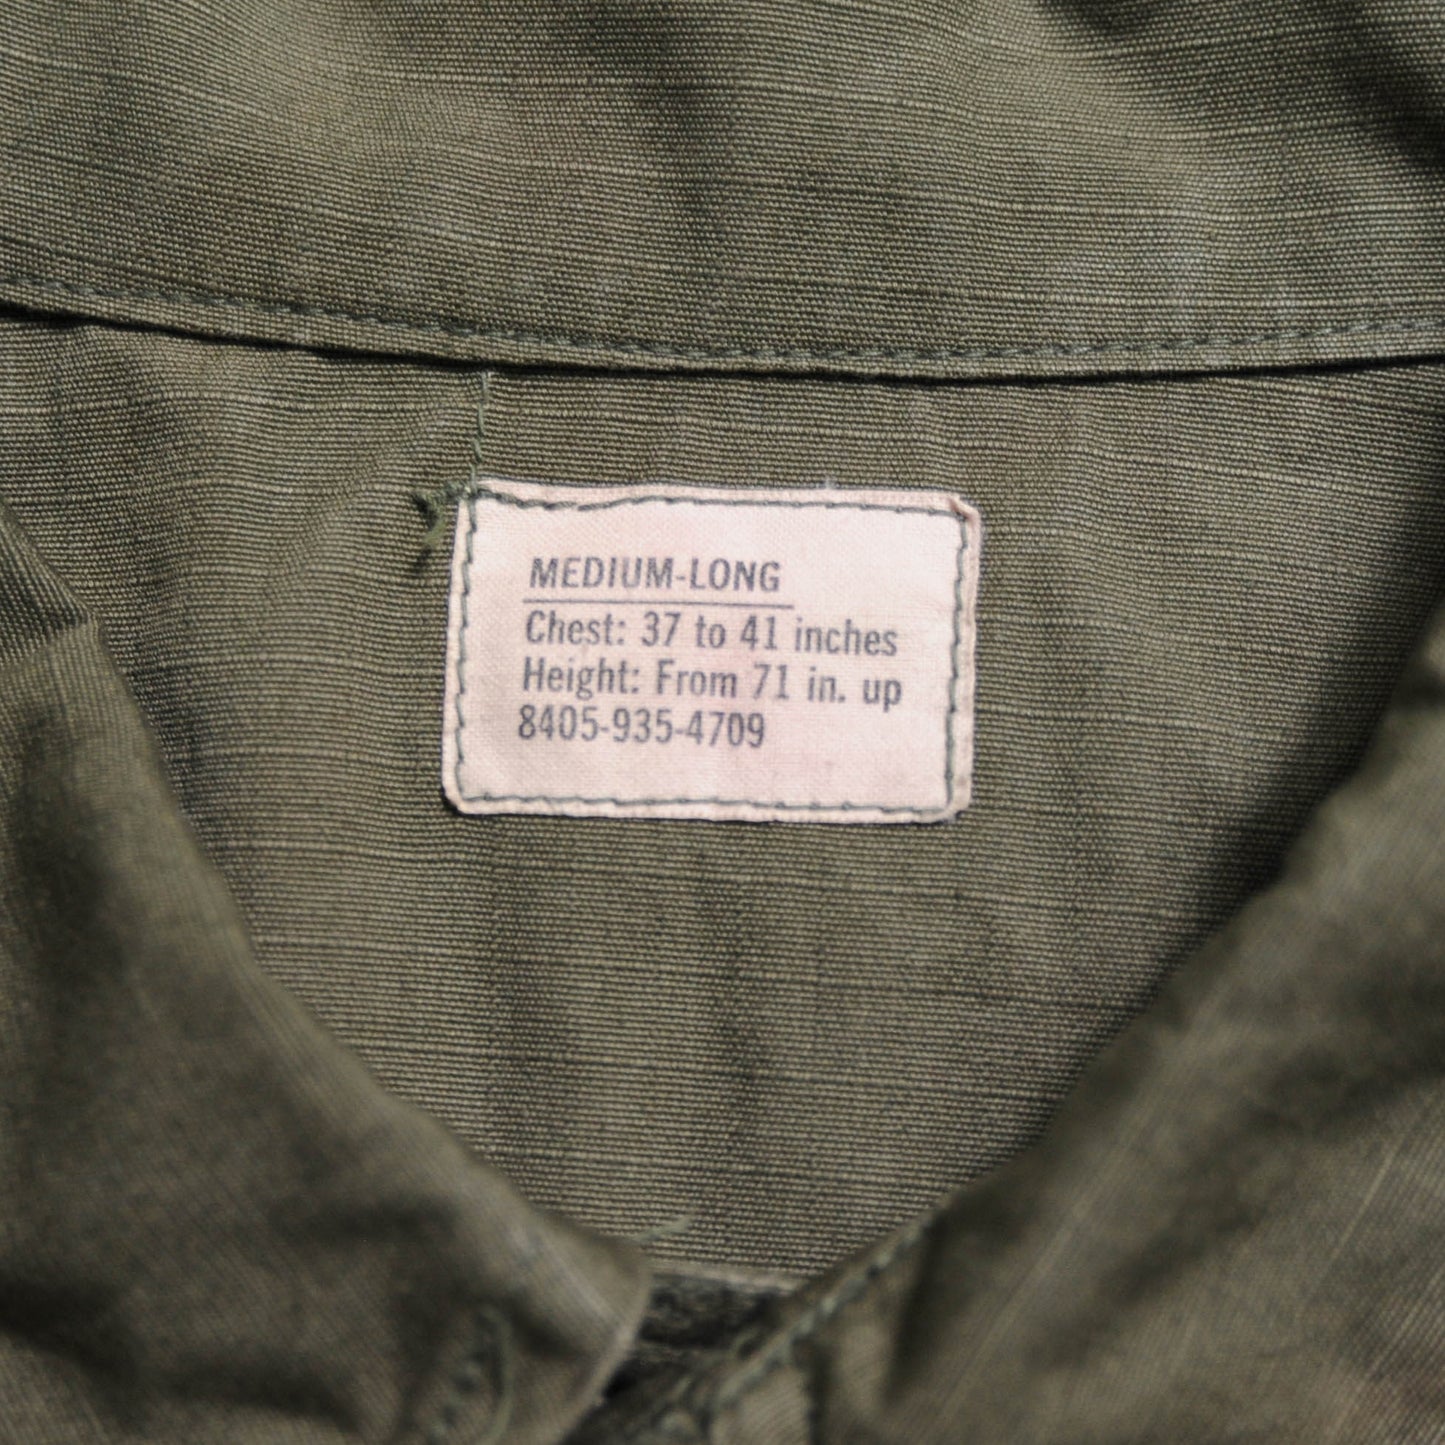 MEDIUM-LONG
Chest: 37 to 41 inches
Height: From 71 in. up
8405-935-4709